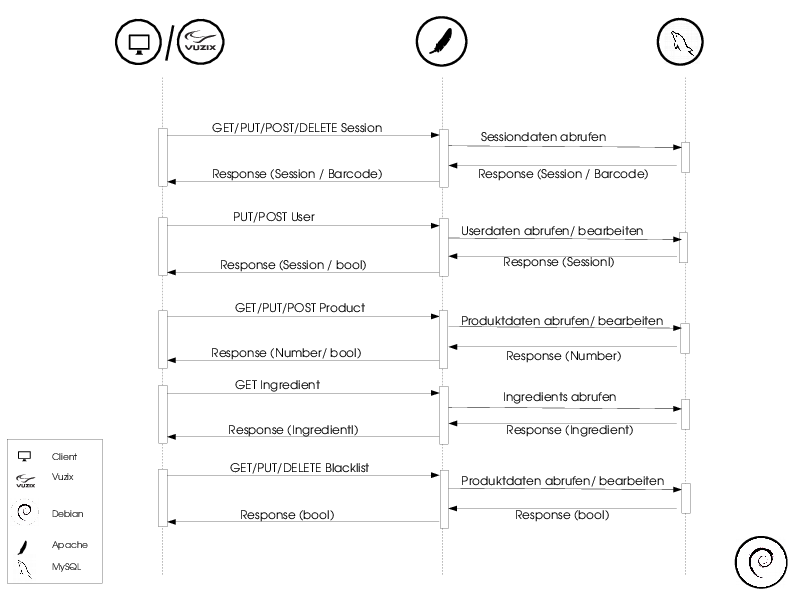 VUZIX
GET/PUT/POST/DELETE Session
Sessiondaten abrufen
Response (Session / Barcode)
Response (Session / Barcode)
PUT/POST User
Userdaten abrufen/ bearbeiten
Response (Session / bool)
Response (Sessionl)
GET/PUT/POST Product
Produktdaten abrufen/ bearbeiten
Response (Number/ bool)
Response (Number)
GET Ingredient
Ingredients abrufen
Response (Ingredientl)
Response (Ingredient)
GET/PUT/DELETE Blacklist
Produktdaten abrufen/ bearbeiten
Response (bool)
Response (bool)
Client
VUZIX Vuzix
Debian
Apache
MySQL